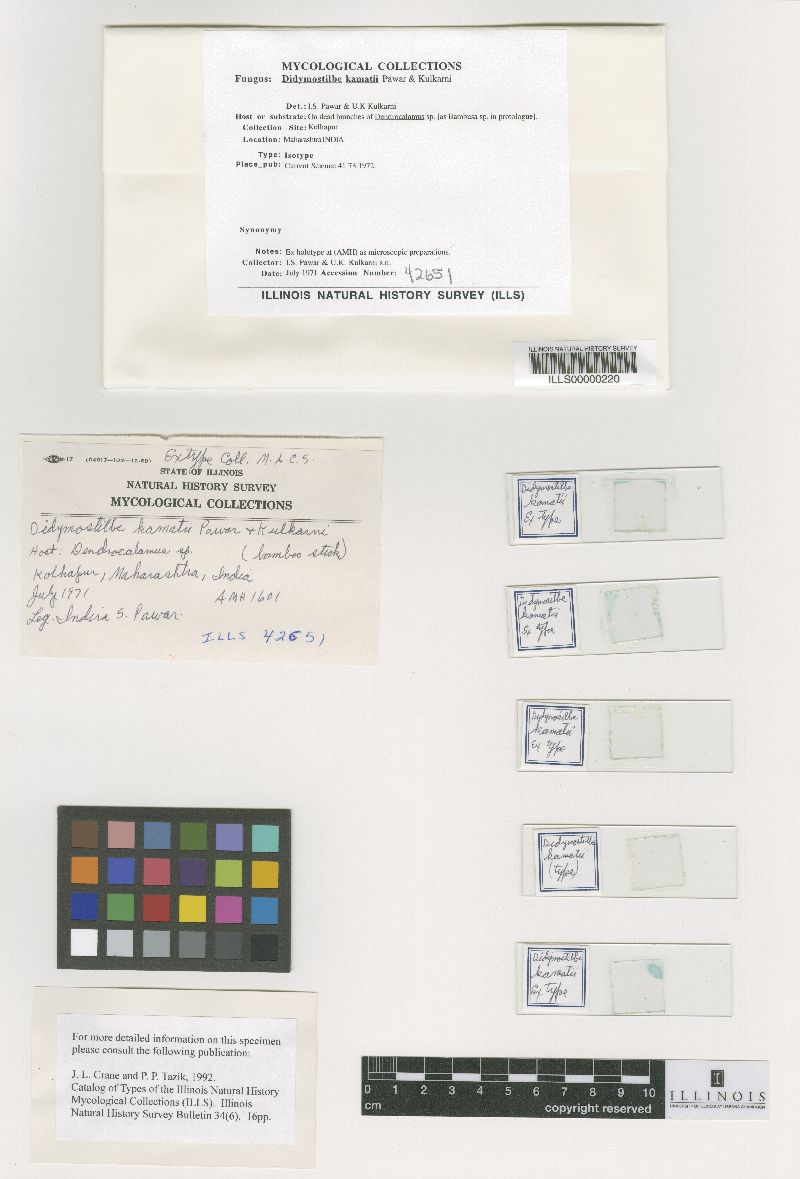 MYCOLOGICAL COLLECTIONS
Fungus: Didymostilbe kamatii Pawar & Kulkarni
Det.: I.S. Pawar & U.K Kulkarni
Host or substrate: On dead branches of Dendrocalamus sp. [as Bambusa sp. in protologue].
Collection Site: Kolhapur
Location: Maharashtra INDIA
Type: Isotype
Place_pub: Current Science 41:73.1972.
Synonymy
Notes: Ex holotype at (AMH) as microscopic preparations.
Collector: I.S. Pawar & U.K. Kulkarni s.n.
Date: July 1971 Accession Number: 42651
ILLINOIS NATURAL HISTORY SURVEY (ILLS)
ILLINOIS NATURAL HISTORY SURVEY
ILLS00000220
17 Extype Coll. M. & C. S.
STATE OF ILLINOIS
NATURAL HISTORY SURVEY
MYCOLOGICAL COLLECTIONS
Didymostilbe kamatii Pawar & Kulkarni
Host: Dendrocalamus sp. (bamboo stick)
Kolhapur, Maharashtra, India
July 1971 AMH 1601
Leg. Indira S. Pawar
ILLS 42651
Didymostilbe
kamatii
Ex type
Didymostilbe
kamatii
Ex type
Didymostilbe
kamatii
Ex type
Didymostilbe
kamatii
(type)
Didymostilbe
kamatii
Ex type
For more detailed information on this specimen
please consult the following publication:
J. L. Crane and P. P. Tazik, 1992.
Catalog of Types of the Illinois Natural History
Mycological Collections (ILLS). Illinois
Natural History Survey Bulletin 34(6). 16pp.
0 1 2 3 4 5 6 7 8 9 10
cm copyright reserved
I
ILLINOIS
UNIVERSITY OF ILLINOIS AT URBANA-CHAMPAIGN